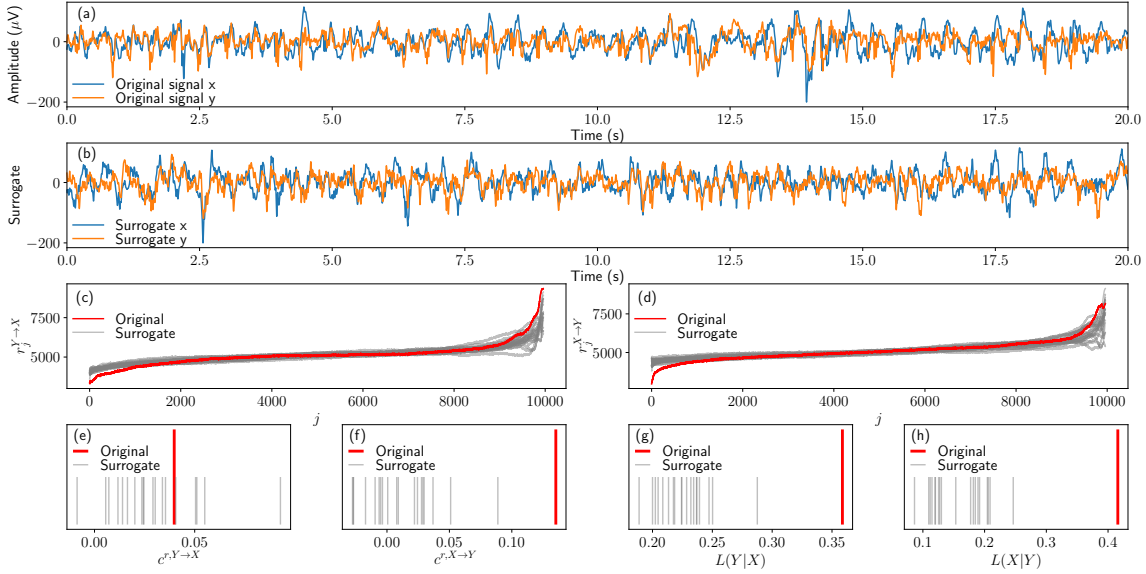 (a)
Amplitude (μV)
0
−200
Original signal x
Original signal y
0.0 2.5 5.0 7.5 10.0 12.5 15.0 17.5 20.0
Time (s)
(b)
Surrogate
0
−200
Surrogate x
Surrogate y
0.0 2.5 5.0 7.5 10.0 12.5 15.0 17.5 20.0
Time (s)
(c)
r_j^{Y→X}
7500
5000
Original
Surrogate
0 2000 4000 6000 8000 10000
j
(d)
r_j^{X→Y}
7500
5000
Original
Surrogate
0 2000 4000 6000 8000 10000
j
(e)
Original
Surrogate
0.00 0.05
c^{r,Y→X}
(f)
Original
Surrogate
0.00 0.05 0.10
c^{r,X→Y}
(g)
Original
Surrogate
0.20 0.25 0.30 0.35
L(Y|X)
(h)
Original
Surrogate
0.1 0.2 0.3 0.4
L(X|Y)